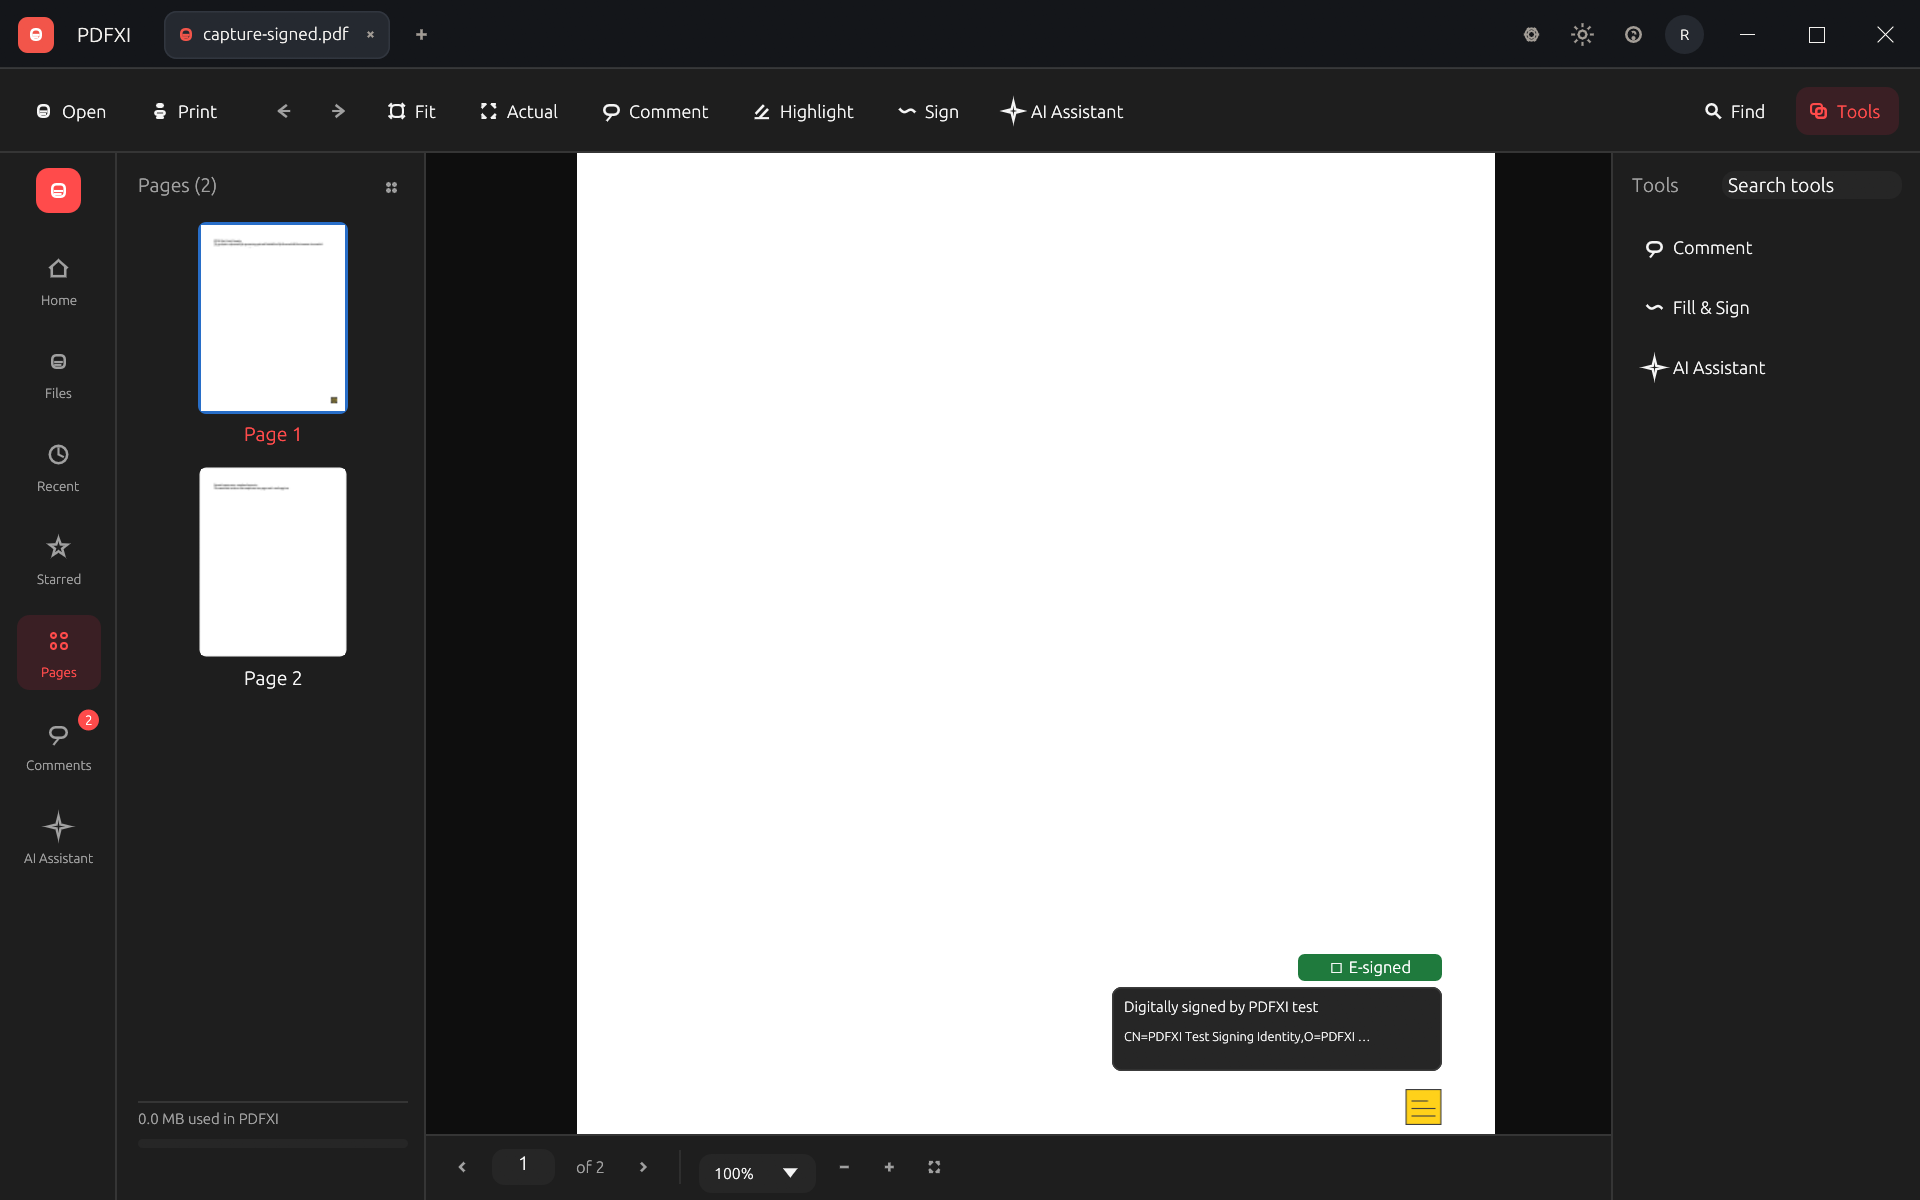 PDFXI
capture-signed.pdf
R
Open
Print
Fit
Actual
Comment
Highlight
Sign
AI Assistant
Find
Tools
Home
Files
Recent
Starred
Pages
2
Comments
AI Assistant
Pages (2)
Page 1
Page 2
0.0 MB used in PDFXI
E-signed
Digitally signed by PDFXI test
CN=PDFXI Test Signing Identity,O=PDFXI ...
1
of 2
100%
Tools
Search tools
Comment
Fill & Sign
AI Assistant